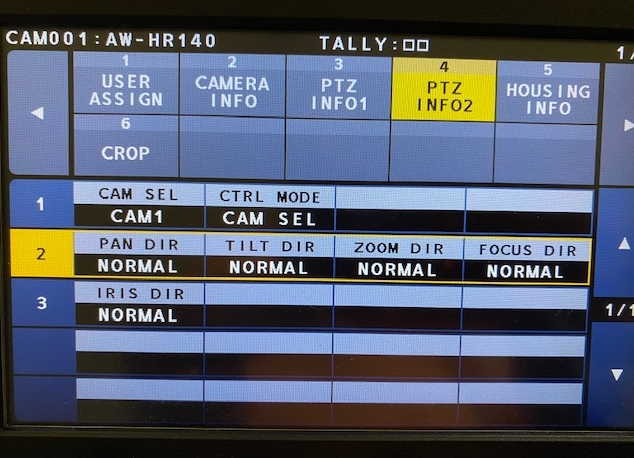 CAM001:AW-HR140 TALLY:□□ 1/
1 2 3 4 5
USER ASSIGN
CAMERA INFO
PTZ INFO1
PTZ INFO2
HOUSING INFO
6
CROP
1 CAM SEL CTRL MODE
CAM1 CAM SEL
2 PAN DIR TILT DIR ZOOM DIR FOCUS DIR
NORMAL NORMAL NORMAL NORMAL
3 IRIS DIR
NORMAL
1/1